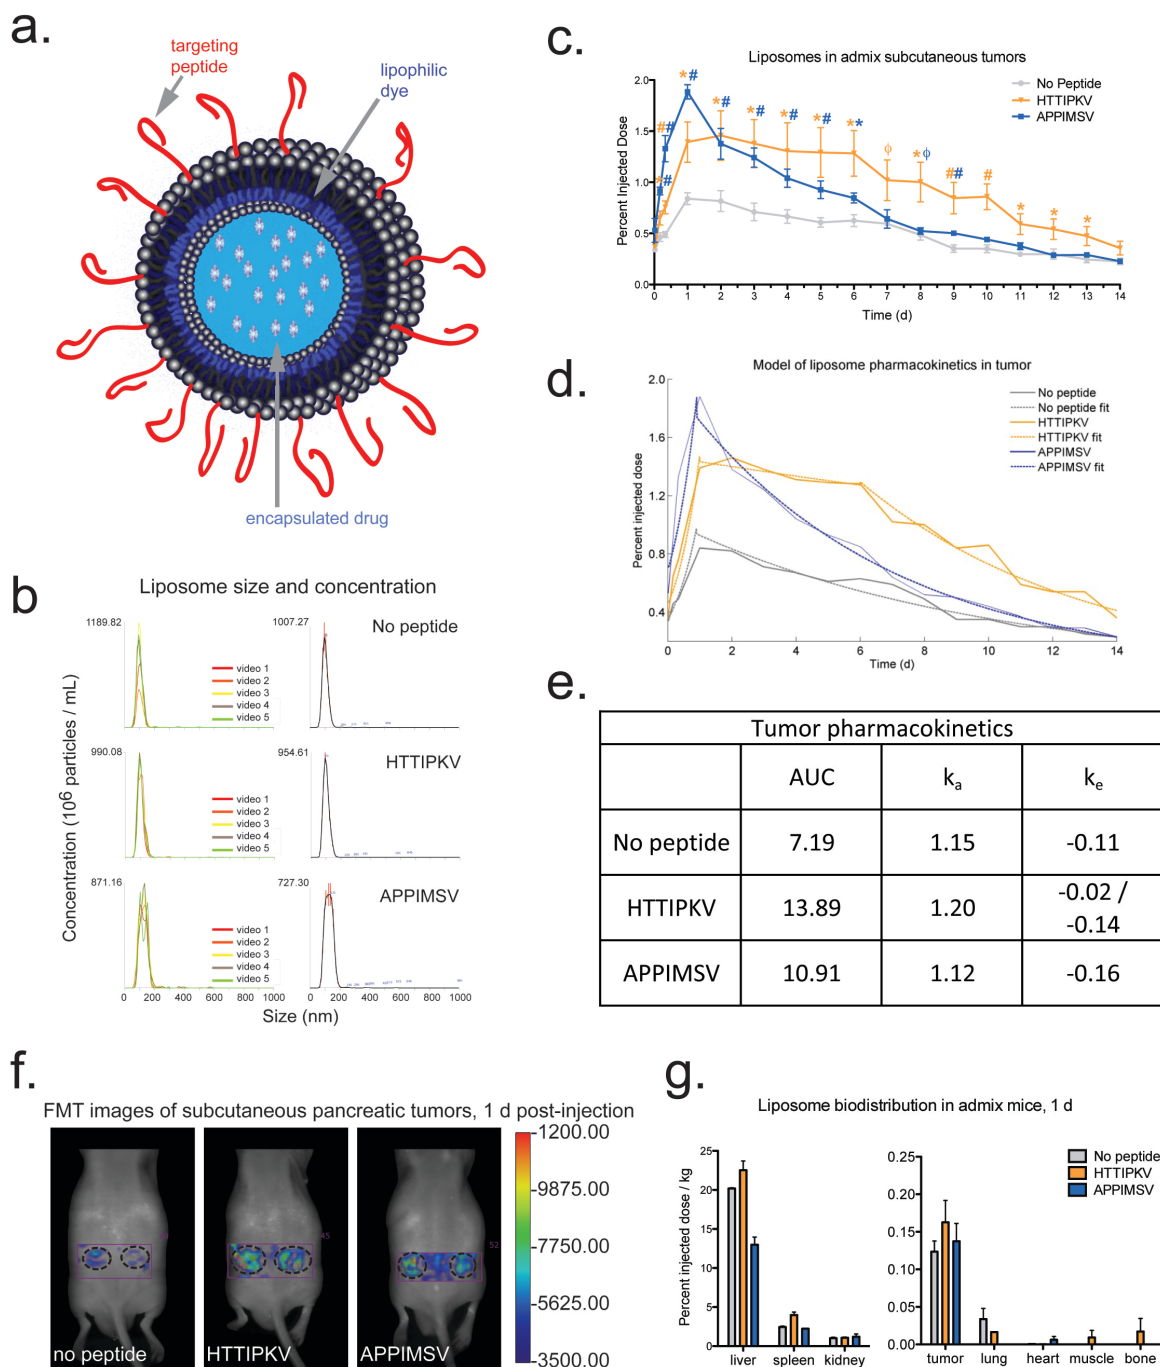 a.
targeting
peptide
lipophilic
dye
encapsulated drug
b
Liposome size and concentration
Concentration (10⁶ particles / mL)
1189.82
1007.27
No peptide
video 1
video 2
video 3
video 4
video 5
990.08
954.61
HTTIPKV
video 1
video 2
video 3
video 4
video 5
871.16
727.30
APPIMSV
video 1
video 2
video 3
video 4
video 5
0 200 400 600 800 1000
0 200 400 600 800 1000
Size (nm)
c.
Liposomes in admix subcutaneous tumors
No Peptide
HTTIPKV
APPIMSV
Percent Injected Dose
2.0
1.5
1.0
0.5
0.0
*#
##
*
#
*#
*#
*#
*#
**
ϕ
*ϕ
##
#
*
*
*
0 1 2 3 4 5 6 7 8 9 10 11 12 13 14
Time (d)
d.
Model of liposome pharmacokinetics in tumor
No peptide
No peptide fit
HTTIPKV
HTTIPKV fit
APPIMSV
APPIMSV fit
Percent injected dose
2.0
1.6
1.2
0.8
0.4
0 2 4 6 8 10 12 14
Time (d)
e.
Tumor pharmacokinetics
AUC kₐ kₑ
No peptide 7.19 1.15 -0.11
HTTIPKV 13.89 1.20 -0.02 /
-0.14
APPIMSV 10.91 1.12 -0.16
f.
FMT images of subcutaneous pancreatic tumors, 1 d post-injection
no peptide
45
HTTIPKV
52
APPIMSV
-1200.00
-9875.00
-7750.00
-5625.00
-3500.00
g.
Liposome biodistribution in admix mice, 1 d
Percent injected dose / kg
25
20
15
10
5
0
liver spleen kidney
No peptide
HTTIPKV
APPIMSV
0.25
0.20
0.15
0.10
0.05
0.00
tumor lung heart muscle bone